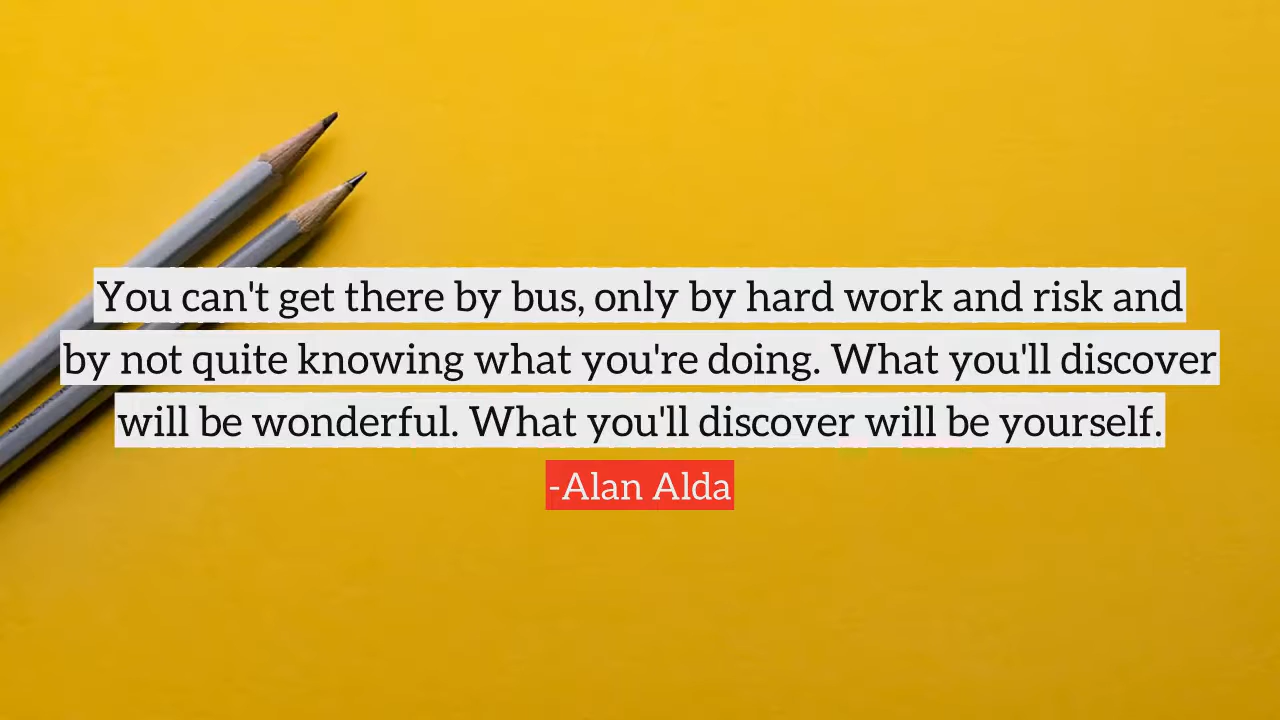 You can't get there by bus, only by hard work and risk and
by not quite knowing what you're doing. What you'll discover
will be wonderful. What you'll discover will be yourself.
-Alan Alda